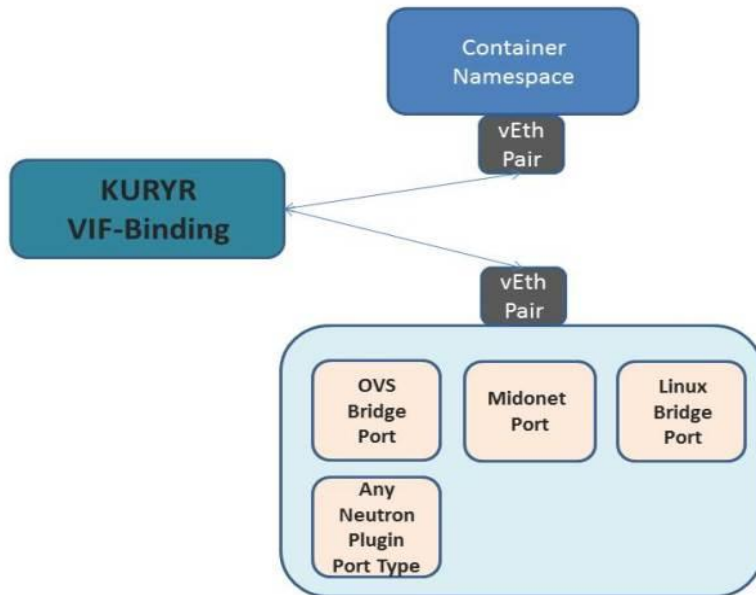 Container
Namespace
vEth
Pair
KURYR
VIF-Binding
vEth
Pair
OVS
Bridge
Port
Midonet
Port
Linux
Bridge
Port
Any
Neutron
Plugin
Port Type